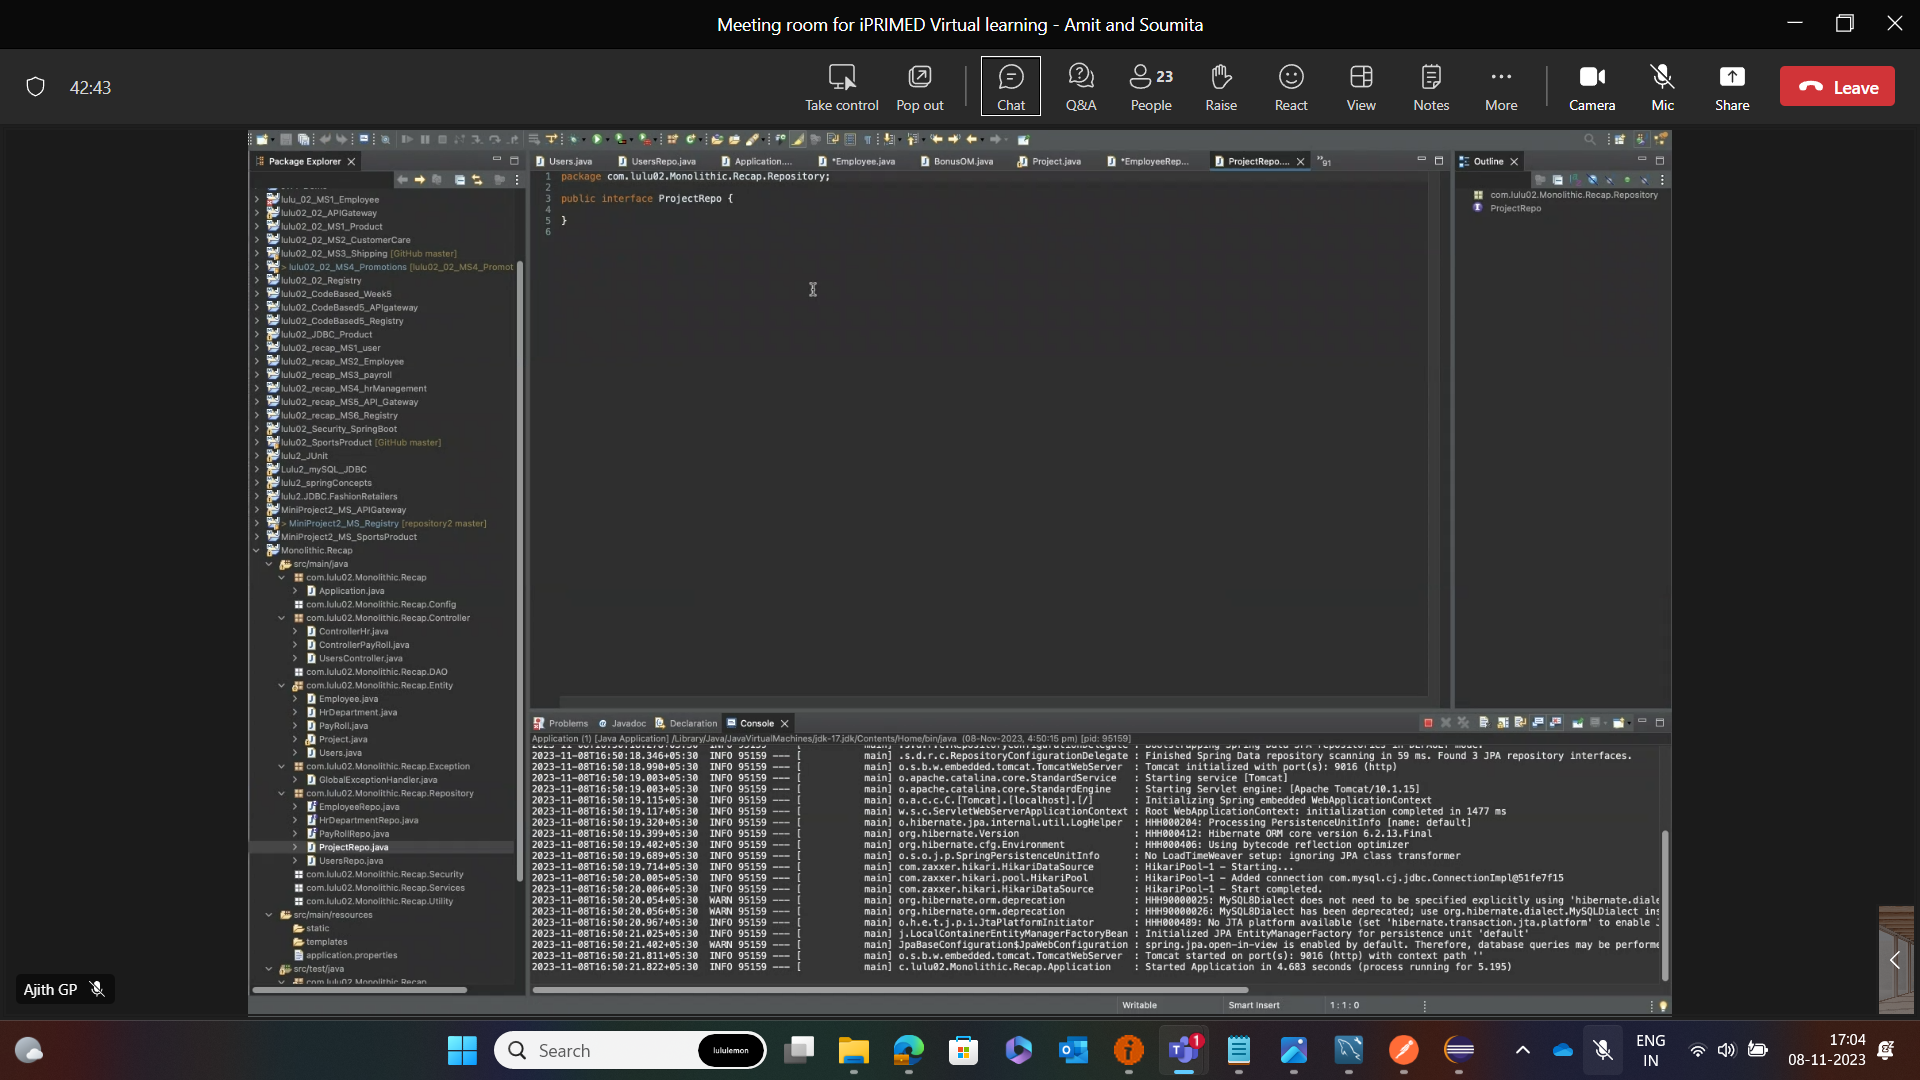 Meeting room for iPRIMED Virtual learning - Amit and Soumita
42:43
Take control
Pop out
Chat
Q&A
23
People
Raise
React
View
Notes
More
Camera
Mic
Share
Leave
Package Explorer
lulu_02_MS1_Employee
lulu_02_02_APIGateway
lulu02_02_MS1_Product
lulu02_02_MS2_CustomerCare
lulu02_02_MS3_Shipping [GitHub master]
> lulu02_02_MS4_Promotions [lulu02_02_MS4_Promot
lulu02_02_Registry
lulu02_CodeBased_Week5
lulu02_CodeBased5_APIgateway
lulu02_CodeBased5_Registry
lulu02_JDBC_Product
lulu02_recap_MS1_user
lulu02_recap_MS2_Employee
lulu02_recap_MS3_payroll
lulu02_recap_MS4_hrManagement
lulu02_recap_MS5_API_Gateway
lulu02_recap_MS6_Registry
lulu02_Security_SpringBoot
lulu02_SportsProduct [GitHub master]
lulu2_JUnit
Lulu2_mySQL_JDBC
lulu2_springConcepts
lulu2.JDBC.FashionRetailers
MiniProject2_MS_APIGateway
> MiniProject2_MS_Registry [repository2 master]
MiniProject2_MS_SportsProduct
Monolithic.Recap
src/main/java
com.lulu02.Monolithic.Recap
Application.java
com.lulu02.Monolithic.Recap.Config
com.lulu02.Monolithic.Recap.Controller
ControllerHr.java
ControllerPayRoll.java
UsersController.java
com.lulu02.Monolithic.Recap.DAO
com.lulu02.Monolithic.Recap.Entity
Employee.java
HrDepartment.java
PayRoll.java
Project.java
Users.java
com.lulu02.Monolithic.Recap.Exception
GlobalExceptionHandler.java
com.lulu02.Monolithic.Recap.Repository
EmployeeRepo.java
HrDepartmentRepo.java
PayRollRepo.java
ProjectRepo.java
UsersRepo.java
com.lulu02.Monolithic.Recap.Security
com.lulu02.Monolithic.Recap.Services
com.lulu02.Monolithic.Recap.Utility
src/main/resources
static
templates
application.properties
src/test/java
com.lulu02.Monolithic.Recap
Users.java
UsersRepo.java
Application....
*Employee.java
BonusOM.java
Project.java
*EmployeeRep...
ProjectRepo....
91
1 package com.lulu02.Monolithic.Recap.Repository;
2
3 public interface ProjectRepo {
4
5 }
6
Outline
com.lulu02.Monolithic.Recap.Repository
ProjectRepo
Problems
Javadoc
Declaration
Console
Application (1) [Java Application] /Library/Java/JavaVirtualMachines/jdk-17.jdk/Contents/Home/bin/java (08-Nov-2023, 4:50:15 pm) [pid: 95159]
2023-11-08T16:50:18.346+05:30 INFO 95159 --- [ main] .s.d.r.c.RepositoryConfigurationDelegate : Finished Spring Data repository scanning in 59 ms. Found 3 JPA repository interfaces.
2023-11-08T16:50:18.990+05:30 INFO 95159 --- [ main] o.s.b.w.embedded.tomcat.TomcatWebServer : Tomcat initialized with port(s): 9016 (http)
2023-11-08T16:50:19.003+05:30 INFO 95159 --- [ main] o.apache.catalina.core.StandardService : Starting service [Tomcat]
2023-11-08T16:50:19.003+05:30 INFO 95159 --- [ main] o.apache.catalina.core.StandardEngine : Starting Servlet engine: [Apache Tomcat/10.1.15]
2023-11-08T16:50:19.115+05:30 INFO 95159 --- [ main] o.a.c.c.C.[Tomcat].[localhost].[/] : Initializing Spring embedded WebApplicationContext
2023-11-08T16:50:19.117+05:30 INFO 95159 --- [ main] w.s.c.ServletWebServerApplicationContext : Root WebApplicationContext: initialization completed in 1477 ms
2023-11-08T16:50:19.320+05:30 INFO 95159 --- [ main] o.hibernate.jpa.internal.util.LogHelper : HHH000204: Processing PersistenceUnitInfo [name: default]
2023-11-08T16:50:19.399+05:30 INFO 95159 --- [ main] org.hibernate.Version : HHH000412: Hibernate ORM core version 6.2.13.Final
2023-11-08T16:50:19.402+05:30 INFO 95159 --- [ main] org.hibernate.cfg.Environment : HHH000406: Using bytecode reflection optimizer
2023-11-08T16:50:19.689+05:30 INFO 95159 --- [ main] o.s.o.j.p.SpringPersistenceUnitInfo : No LoadTimeWeaver setup: ignoring JPA class transformer
2023-11-08T16:50:19.714+05:30 INFO 95159 --- [ main] com.zaxxer.hikari.HikariDataSource : HikariPool-1 - Starting...
2023-11-08T16:50:20.005+05:30 INFO 95159 --- [ main] com.zaxxer.hikari.pool.HikariPool : HikariPool-1 - Added connection com.mysql.cj.jdbc.ConnectionImpl@51fe7f15
2023-11-08T16:50:20.006+05:30 INFO 95159 --- [ main] com.zaxxer.hikari.HikariDataSource : HikariPool-1 - Start completed.
2023-11-08T16:50:20.054+05:30 WARN 95159 --- [ main] org.hibernate.orm.deprecation : HHH90000025: MySQL8Dialect does not need to be specified explicitly using 'hibernate.diale
2023-11-08T16:50:20.056+05:30 WARN 95159 --- [ main] org.hibernate.orm.deprecation : HHH90000026: MySQL8Dialect has been deprecated; use org.hibernate.dialect.MySQLDialect ins
2023-11-08T16:50:20.967+05:30 INFO 95159 --- [ main] o.h.e.t.j.p.i.JtaPlatformInitiator : HHH000489: No JTA platform available (set 'hibernate.transaction.jta.platform' to enable J
2023-11-08T16:50:21.025+05:30 INFO 95159 --- [ main] j.LocalContainerEntityManagerFactoryBean : Initialized JPA EntityManagerFactory for persistence unit 'default'
2023-11-08T16:50:21.402+05:30 WARN 95159 --- [ main] JpaBaseConfiguration$JpaWebConfiguration : spring.jpa.open-in-view is enabled by default. Therefore, database queries may be performe
2023-11-08T16:50:21.811+05:30 INFO 95159 --- [ main] o.s.b.w.embedded.tomcat.TomcatWebServer : Tomcat started on port(s): 9016 (http) with context path ''
2023-11-08T16:50:21.822+05:30 INFO 95159 --- [ main] c.lulu02.Monolithic.Recap.Application : Started Application in 4.683 seconds (process running for 5.195)
Writable
Smart Insert
1 : 1 : 0
Ajith GP
Search
lululemon
1
ENG
IN
17:04
08-11-2023